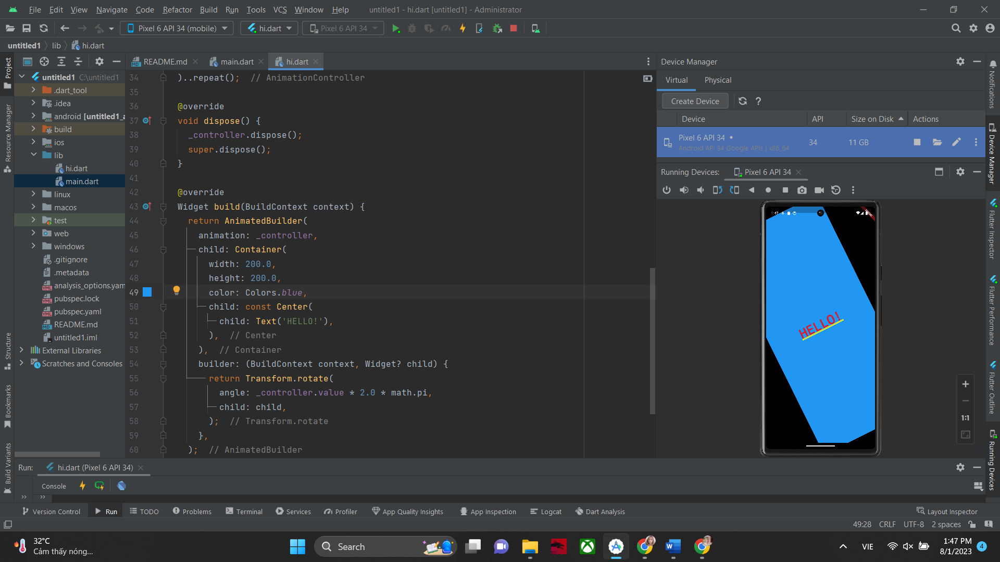 File Edit View Navigate Code Refactor Build Run Tools VCS Window Help untitled1 - hi.dart [untitled1] - Administrator
Pixel 6 API 34 (mobile) hi.dart Pixel 6 API 34
untitled1 lib hi.dart
Project
Resource Manager
Structure
Bookmarks
Build Variants
untitled1 C:\untitled1
.dart_tool
.idea
android [untitled1_a
build
ios
lib
hi.dart
main.dart
linux
macos
test
web
windows
.gitignore
.metadata
analysis_options.yam
pubspec.lock
pubspec.yaml
README.md
untitled1.iml
External Libraries
Scratches and Consoles
README.md main.dart hi.dart
34 )..repeat(); // AnimationController
35
36 @override
37 void dispose() {
38 _controller.dispose();
39 super.dispose();
40 }
41
42 @override
43 Widget build(BuildContext context) {
44 return AnimatedBuilder(
45 animation: _controller,
46 child: Container(
47 width: 200.0,
48 height: 200.0,
49 color: Colors.blue,
50 child: const Center(
51 child: Text('HELLO!'),
52 ), // Center
53 ), // Container
54 builder: (BuildContext context, Widget? child) {
55 return Transform.rotate(
56 angle: _controller.value * 2.0 * math.pi,
57 child: child,
58 ); // Transform.rotate
59 },
60 ); // AnimatedBuilder
Device Manager
Virtual Physical
Create Device ?
Device API Size on Disk Actions
Pixel 6 API 34 • 34 11 GB
Android API 34 Google APIs | x86_64
Running Devices: Pixel 6 API 34
1:47
HELLO!
1:1
Notifications
Device Manager
Flutter Inspector
Flutter Performance
Flutter Outline
Running Devices
Run: hi.dart (Pixel 6 API 34)
Console
Version Control Run TODO Problems Terminal Services Profiler App Quality Insights App Inspection Logcat Dart Analysis Layout Inspector
49:28 CRLF UTF-8 2 spaces
32°C
Cảm thấy nóng...
Search
VIE
1:47 PM
8/1/2023
4